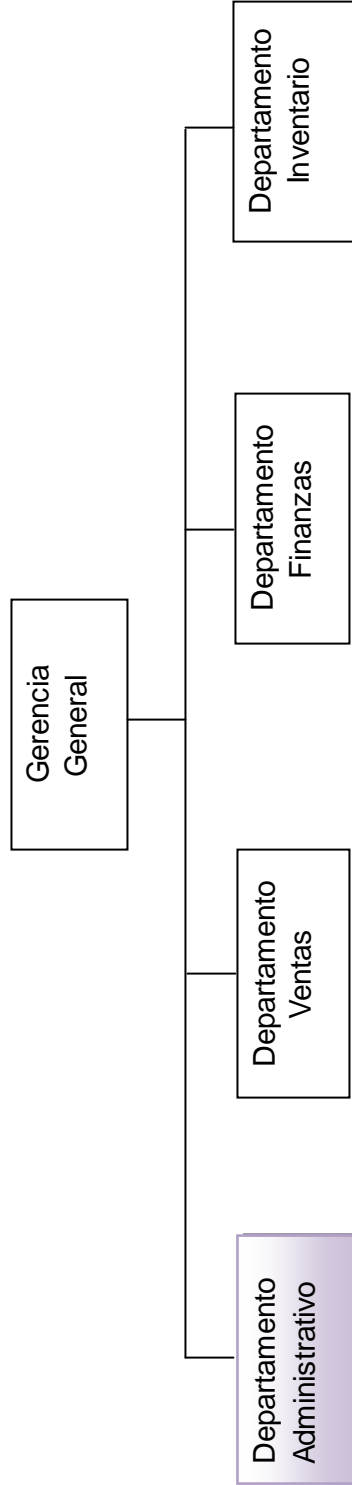 Gerencia
General
Departamento
Administrativo
Departamento
Ventas
Departamento
Finanzas
Departamento
Inventario